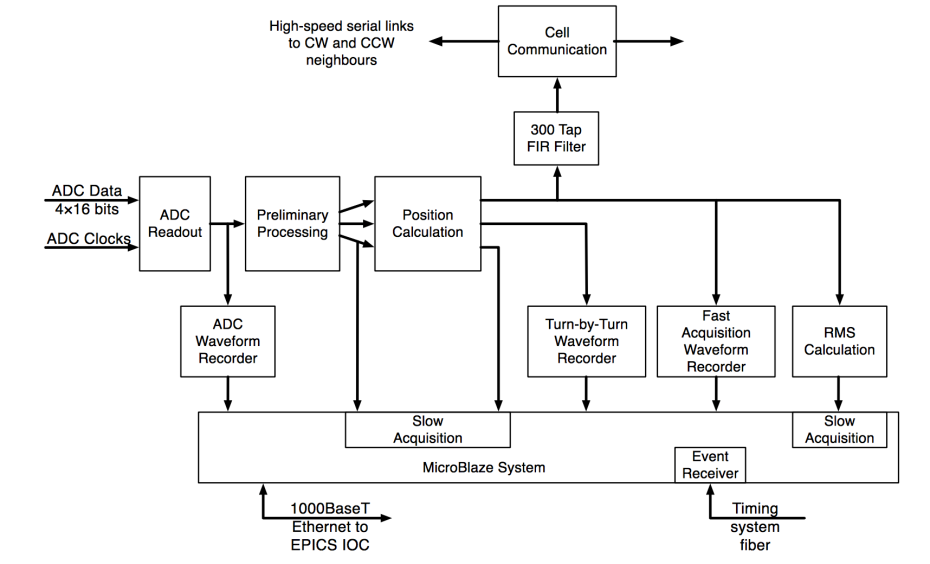 High-speed serial links
to CW and CCW
neighbours
Cell
Communication
300 Tap
FIR Filter
ADC Data
4×16 bits
ADC Clocks
ADC
Readout
Preliminary
Processing
Position
Calculation
ADC
Waveform
Recorder
Turn-by-Turn
Waveform
Recorder
Fast
Acquisition
Waveform
Recorder
RMS
Calculation
Slow
Acquisition
Slow
Acquisition
MicroBlaze System
Event
Receiver
1000BaseT
Ethernet to
EPICS IOC
Timing
system
fiber